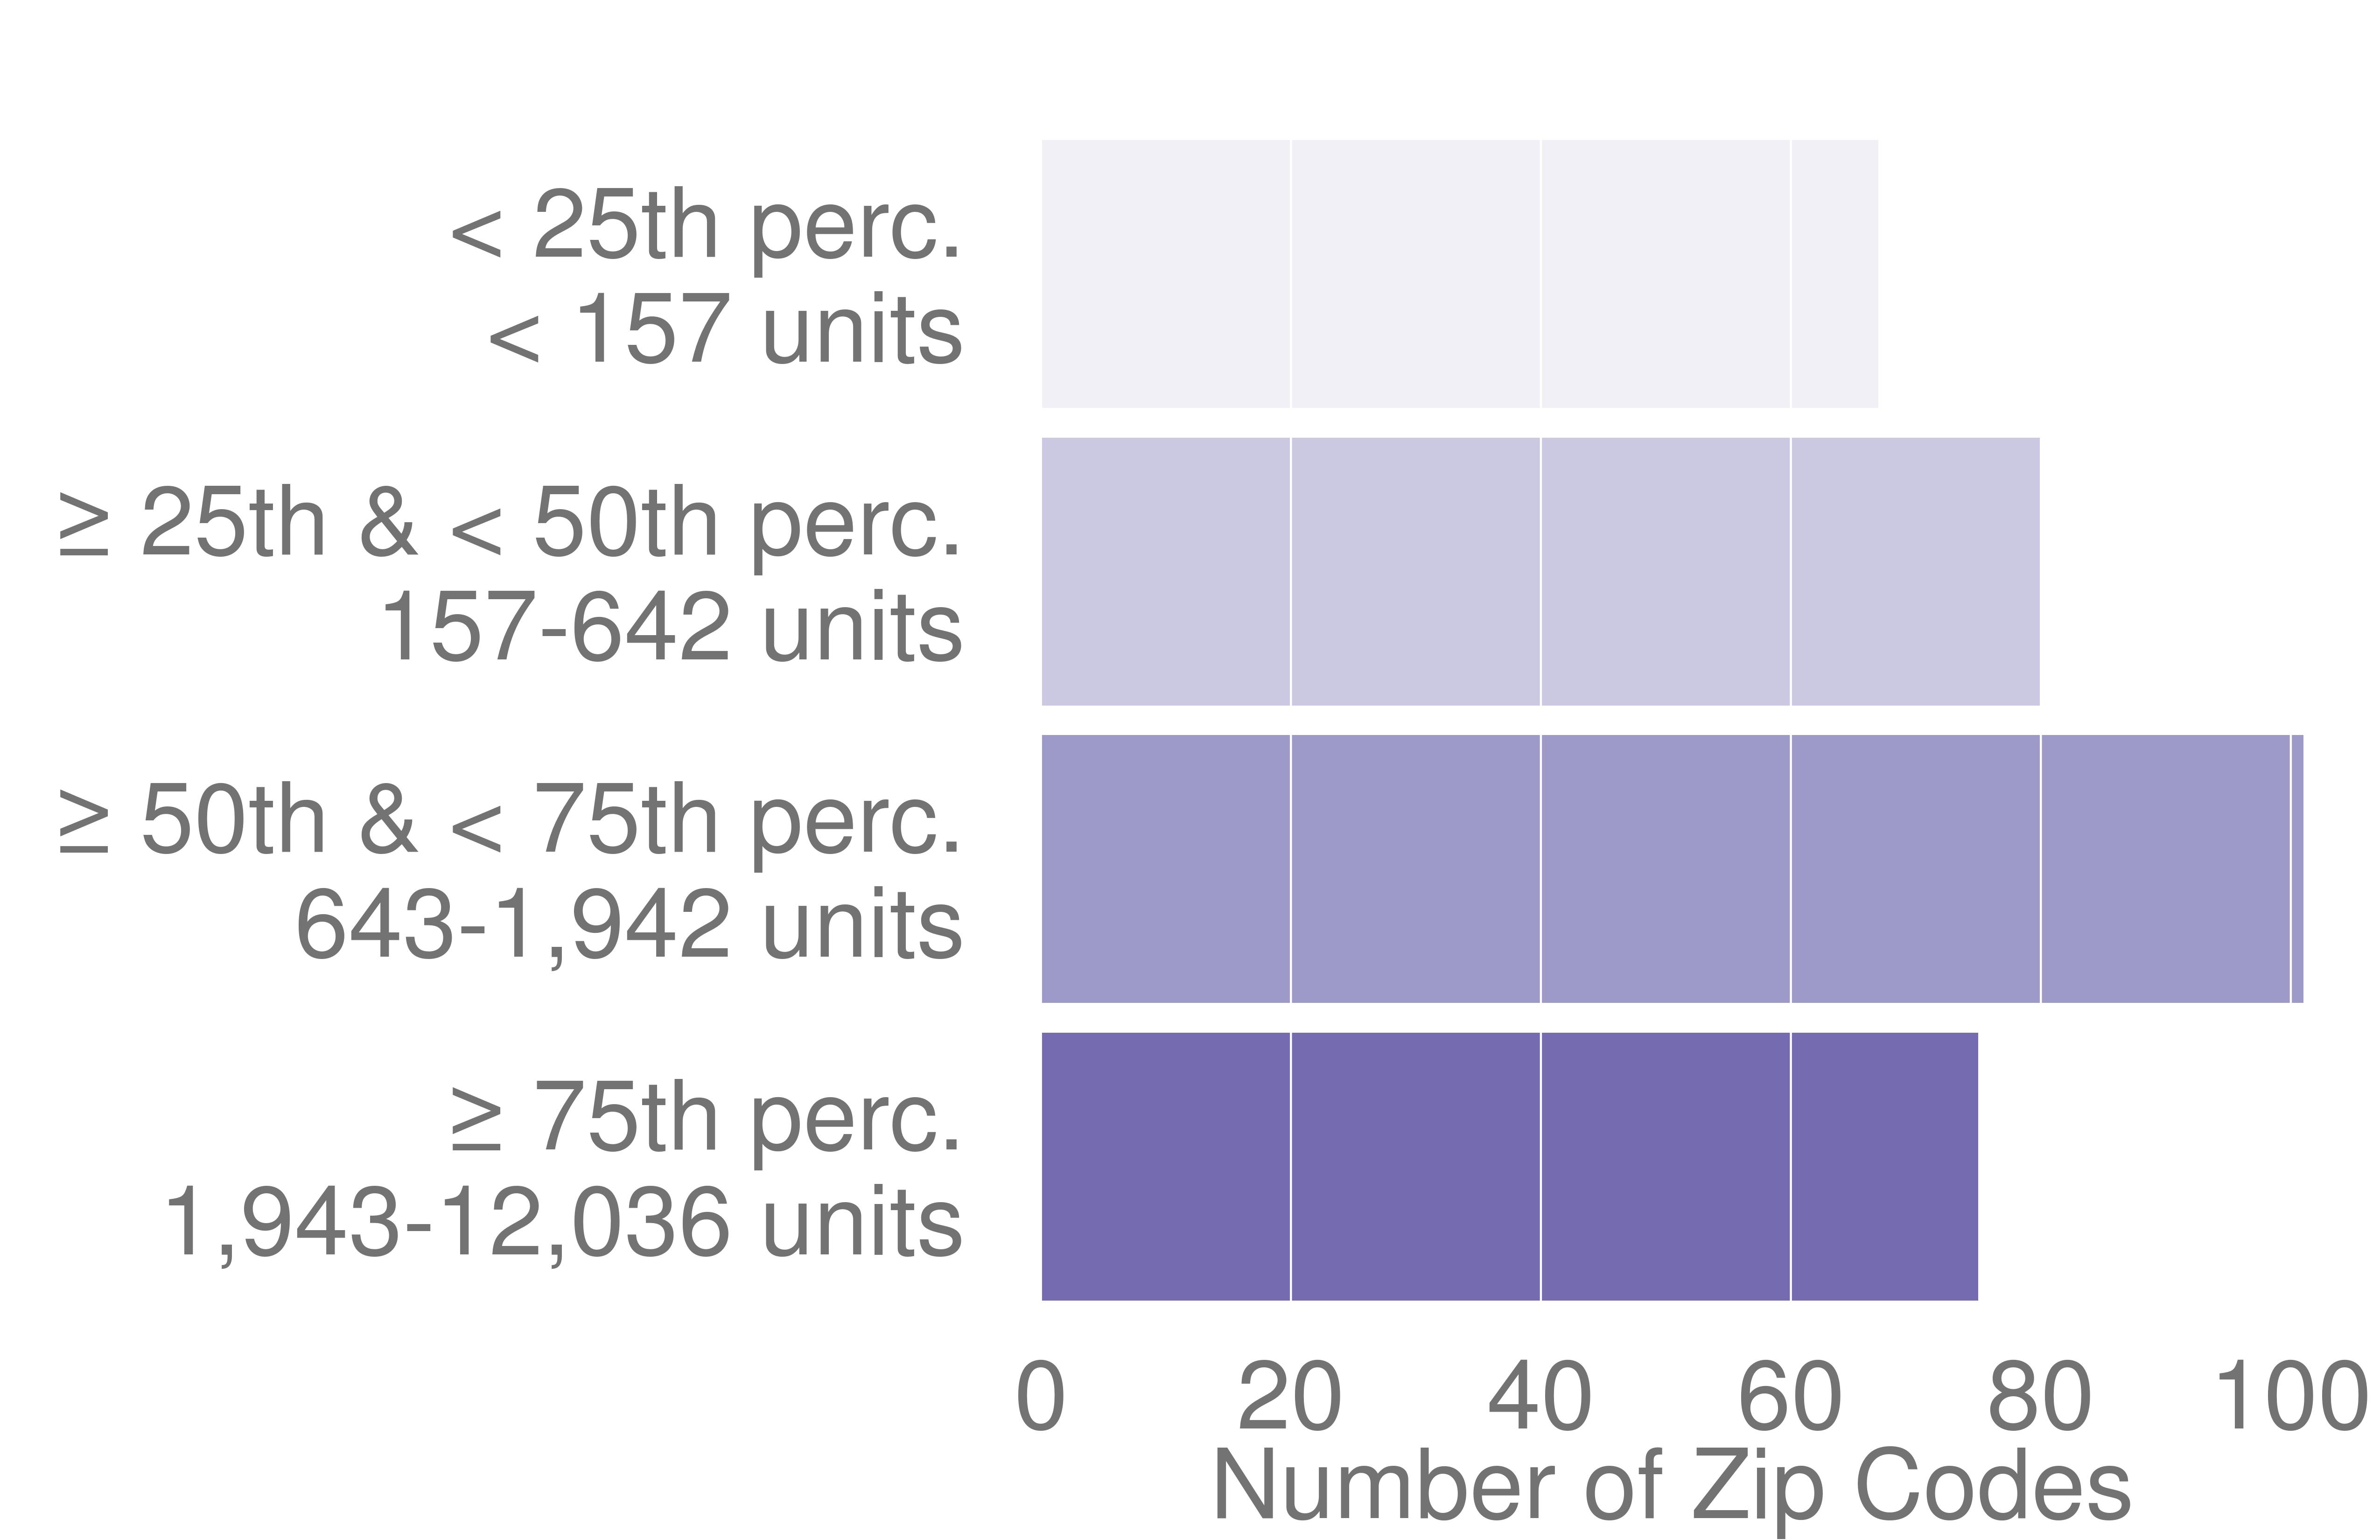 < 25th perc.
< 157 units
≥ 25th & < 50th perc.
157-642 units
≥ 50th & < 75th perc.
643-1,942 units
≥ 75th perc.
1,943-12,036 units
0 20 40 60 80 100
Number of Zip Codes